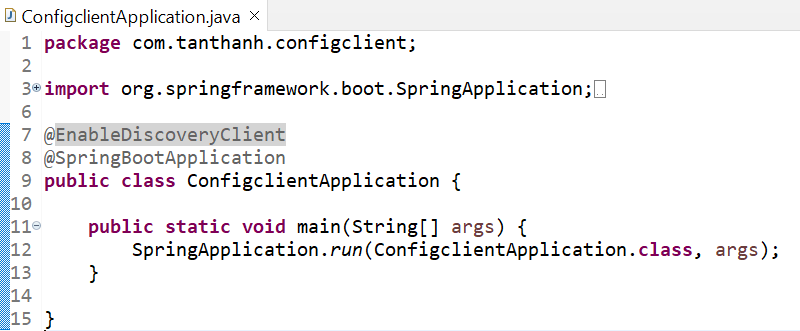 ConfigclientApplication.java
1 package com.tanthanh.configclient;
2
3 import org.springframework.boot.SpringApplication;
6
7 @EnableDiscoveryClient
8 @SpringBootApplication
9 public class ConfigclientApplication {
10
11 public static void main(String[] args) {
12 SpringApplication.run(ConfigclientApplication.class, args);
13 }
14
15 }